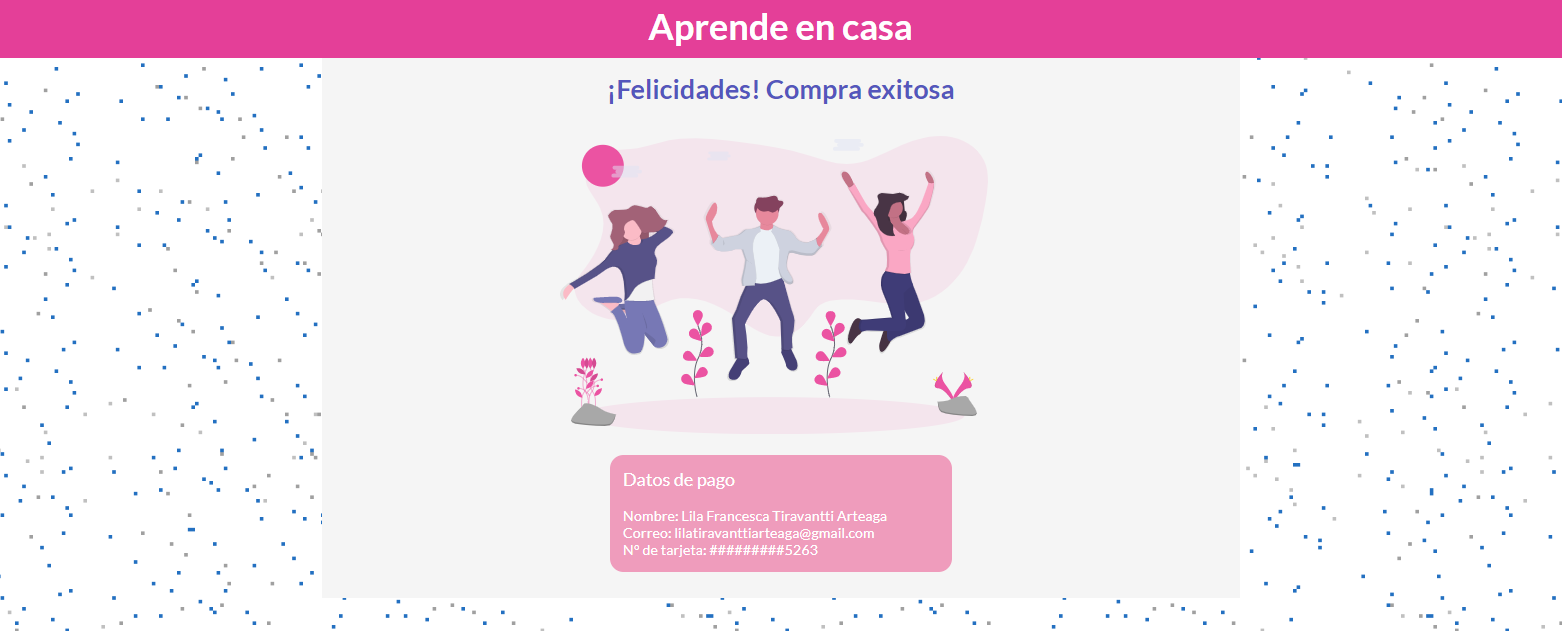 Aprende en casa
¡Felicidades! Compra exitosa
Datos de pago
Nombre: Lila Francesca Tiravantti Arteaga
Correo: lilatiravanttiarteaga@gmail.com
Nº de tarjeta: #########5263